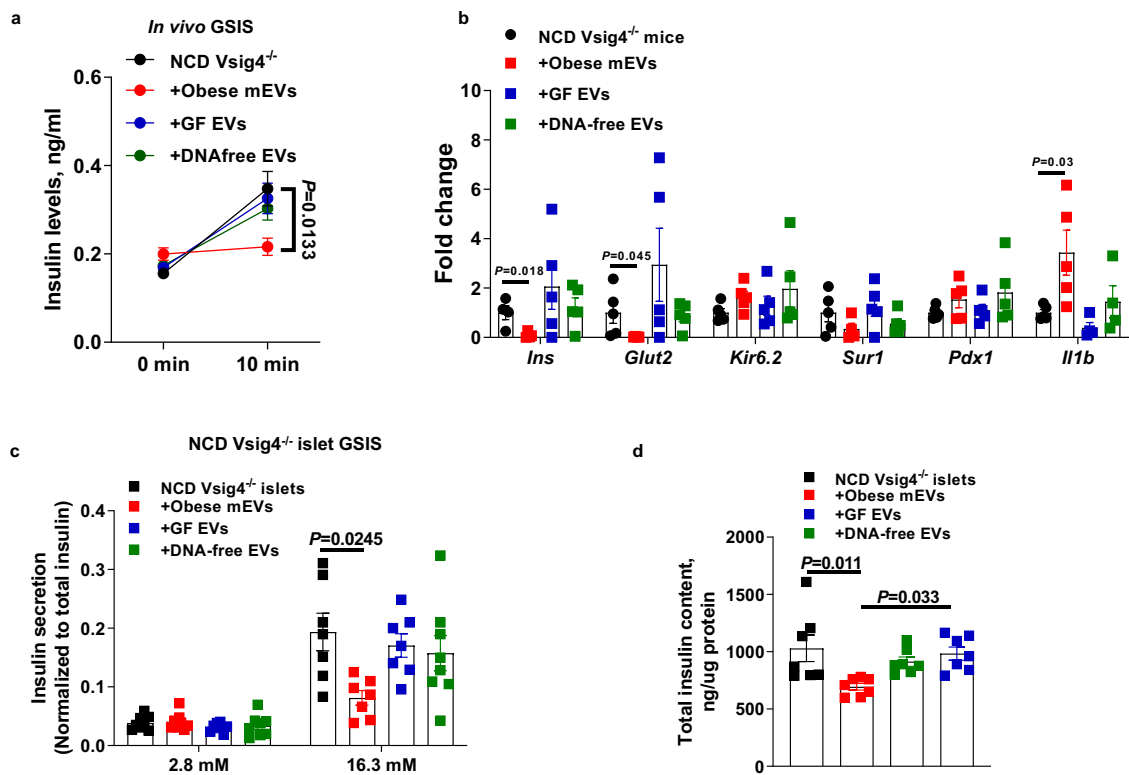 a
In vivo GSIS
NCD Vsig4-/-
+Obese mEVs
+GF EVs
+DNAfree EVs
Insulin levels, ng/ml
0.6
0.4
0.2
0.0
0 min
10 min
P=0.0133
b
NCD Vsig4-/- mice
+Obese mEVs
+GF EVs
+DNA-free EVs
Fold change
10
8
6
4
2
0
P=0.018
P=0.045
P=0.03
Ins
Glut2
Kir6.2
Sur1
Pdx1
Il1b
c
NCD Vsig4-/- islet GSIS
NCD Vsig4-/- islets
+Obese mEVs
+GF EVs
+DNA-free EVs
Insulin secretion
(Normalized to total insulin)
0.4
0.3
0.2
0.1
0.0
P=0.0245
2.8 mM
16.3 mM
d
NCD Vsig4-/- islets
+Obese mEVs
+GF EVs
+DNA-free EVs
Total insulin content,
ng/ug protein
2000
1500
1000
500
0
P=0.011
P=0.033